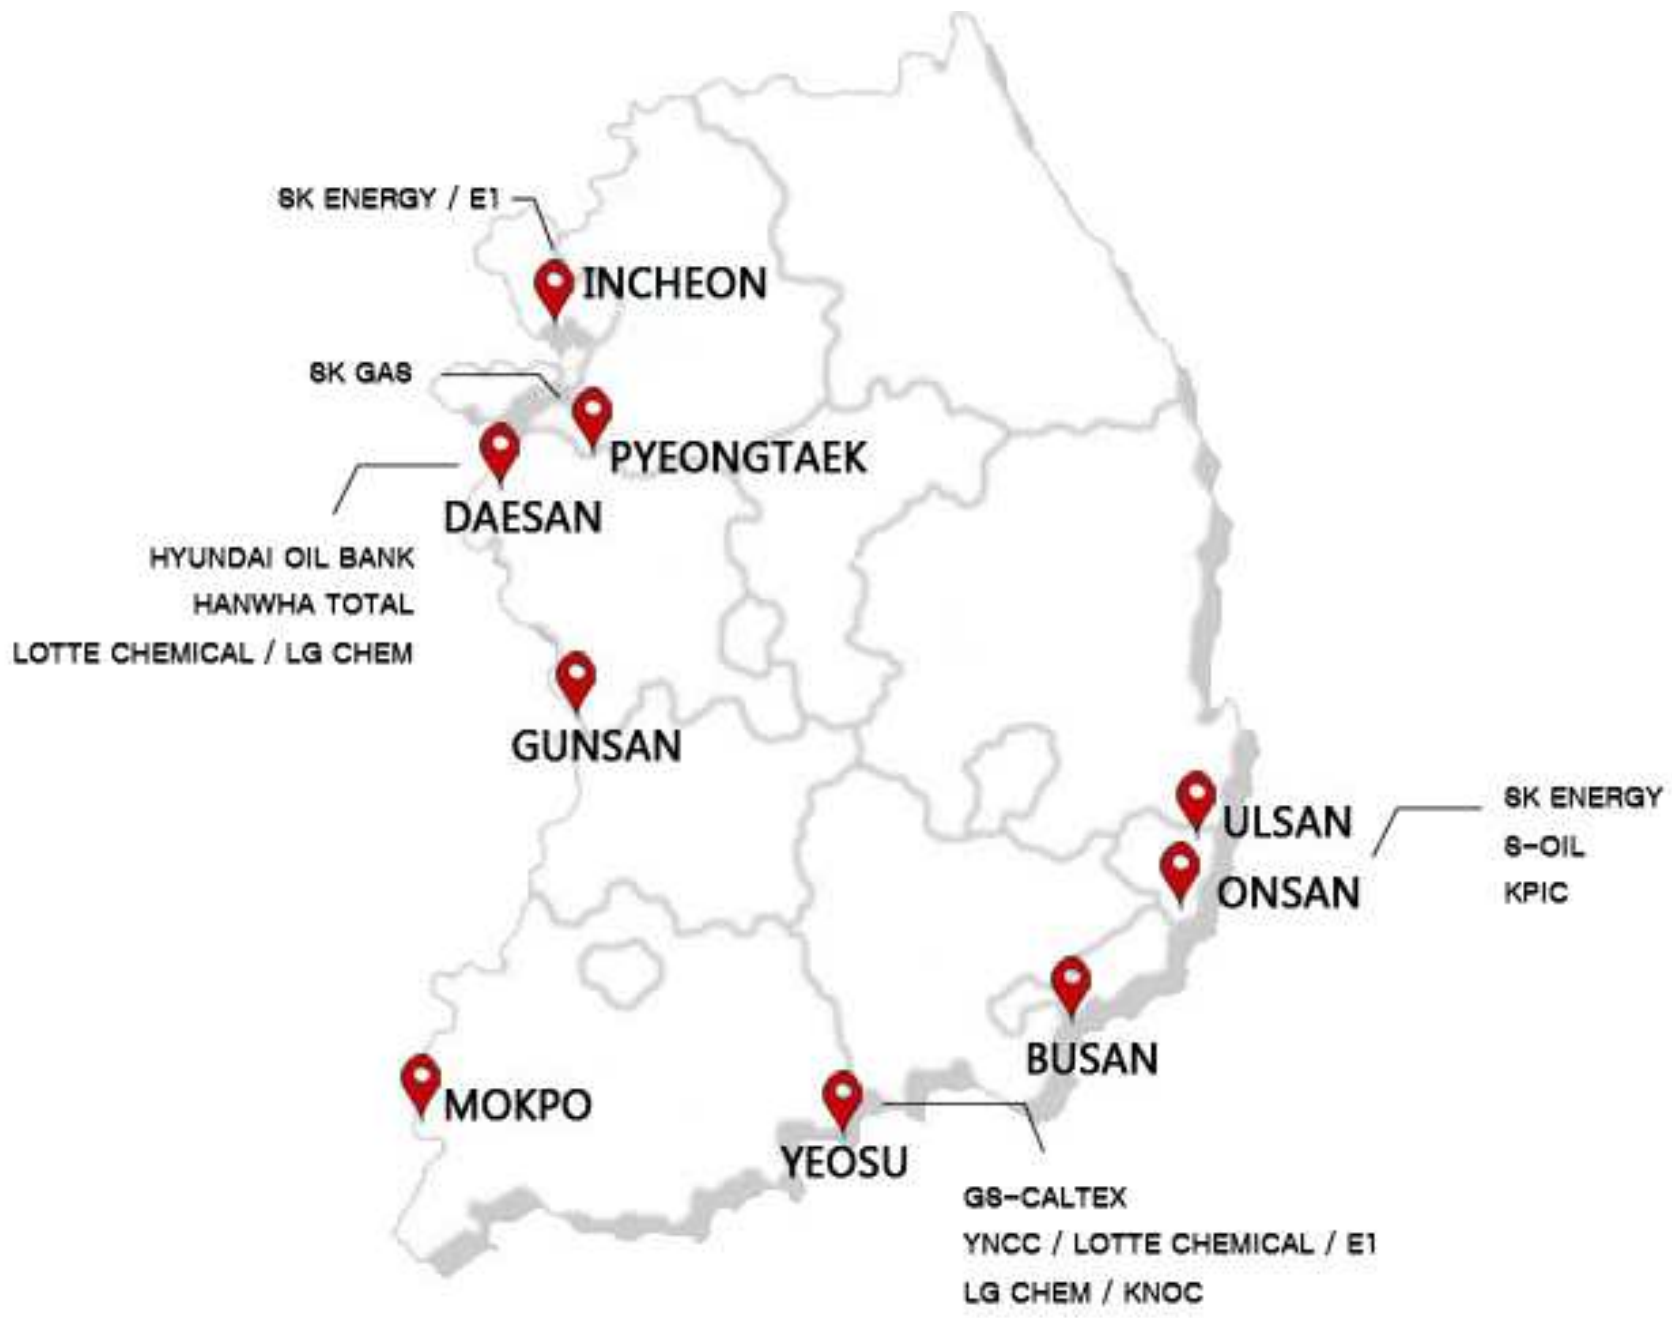 SK ENERGY / E1
INCHEON
SK GAS
PYEONGTAEK
DAESAN
HYUNDAI OIL BANK
HANWHA TOTAL
LOTTE CHEMICAL / LG CHEM
GUNSAN
ULSAN
ONSAN
SK ENERGY
S-OIL
KPIC
BUSAN
MOKPO
YEOSU
GS-CALTEX
YNCC / LOTTE CHEMICAL / E1
LG CHEM / KNOC